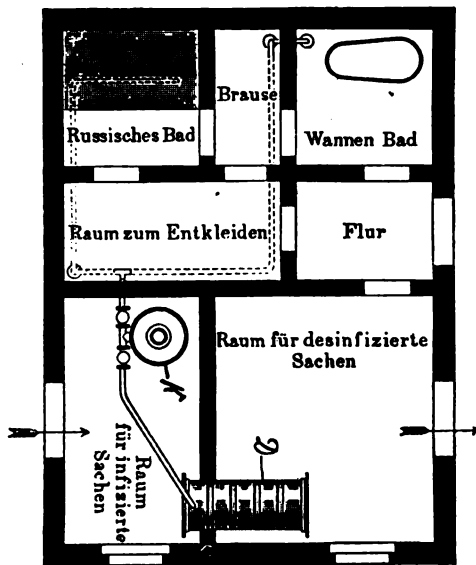 Brause
Russisches Bad
Wannen Bad
Raum zum Entkleiden
Flur
Raum für desinfizierte
Sachen
Raum
für infizierte
Sachen
D